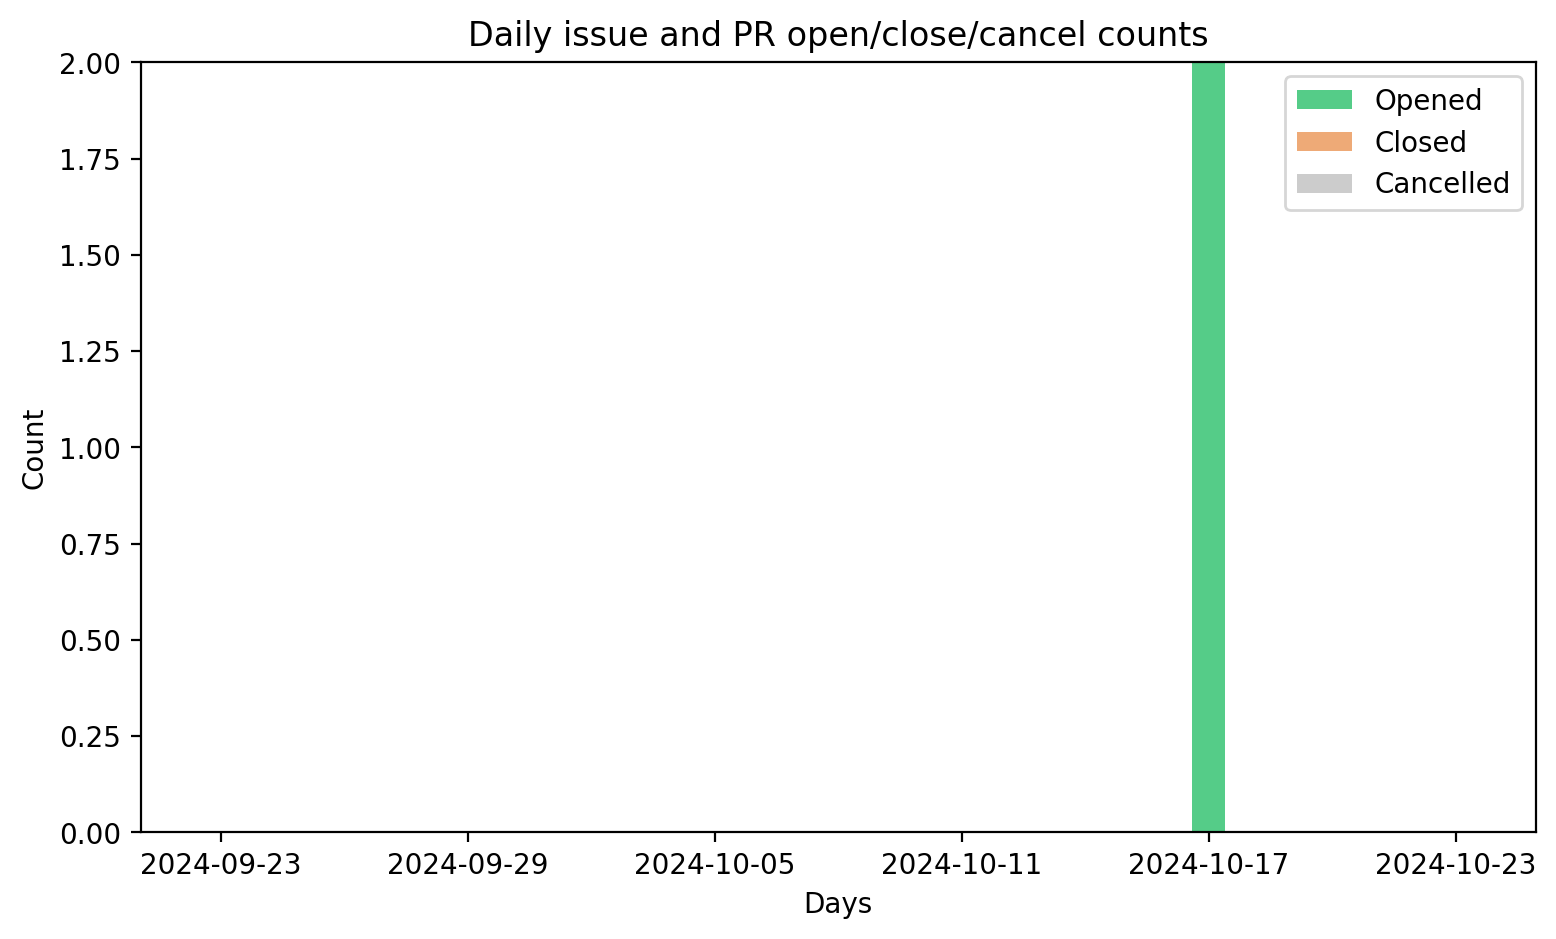 Daily issue and PR open/close/cancel counts
2.00
1.75
1.50
1.25
1.00
0.75
0.50
0.25
0.00
Count
Opened
Closed
Cancelled
2024-09-23
2024-09-29
2024-10-05
2024-10-11
2024-10-17
2024-10-23
Days